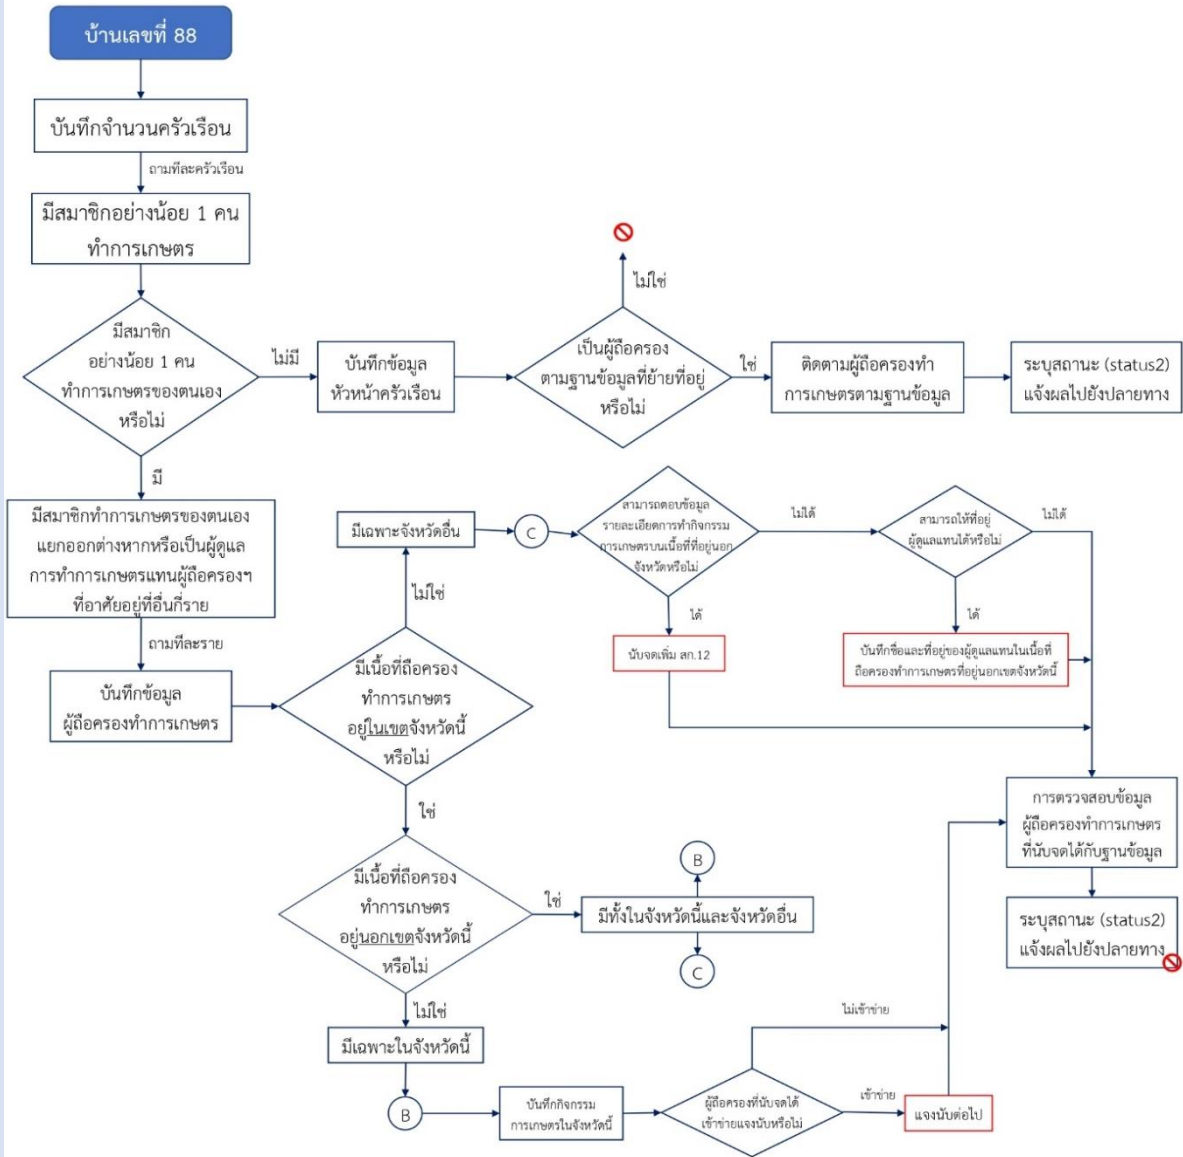 บ้านเลขที่ 88
บันทึกจำนวนครัวเรือน
ถามทีละครัวเรือน
มีสมาชิกอย่างน้อย 1 คน
ทำการเกษตร
มีสมาชิก
อย่างน้อย 1 คน
ทำการเกษตรของตนเอง
หรือไม่
ไม่มี
บันทึกข้อมูล
หัวหน้าครัวเรือน
ไม่ใช่
เป็นผู้ถือครอง
ตามฐานข้อมูลที่ย้ายที่อยู่
หรือไม่
ใช่
ติดตามผู้ถือครองทำ
การเกษตรตามฐานข้อมูล
ระบุสถานะ (status2)
แจ้งผลไปยังปลายทาง
มี
มีสมาชิกทำการเกษตรของตนเอง
แยกออกต่างหากหรือเป็นผู้ดูแล
การทำการเกษตรแทนผู้ถือครองฯ
ที่อาศัยอยู่ที่อื่นกี่ราย
ถามทีละราย
บันทึกข้อมูล
ผู้ถือครองทำการเกษตร
มีเนื้อที่ถือครอง
ทำการเกษตร
อยู่ในเขตจังหวัดนี้
หรือไม่
ไม่ใช่
มีเฉพาะจังหวัดอื่น
C
สามารถตอบข้อมูล
รายละเอียดการทำกิจกรรม
การเกษตรบนเนื้อที่ที่อยู่นอก
จังหวัดหรือไม่
ไม่ได้
สามารถให้ที่อยู่
ผู้ดูแลแทนได้หรือไม่
ไม่ได้
ได้
นับจดเพิ่ม สก.12
ได้
บันทึกชื่อและที่อยู่ของผู้ดูแลแทนในเนื้อที่
ถือครองทำการเกษตรที่อยู่นอกเขตจังหวัดนี้
ใช่
มีเนื้อที่ถือครอง
ทำการเกษตร
อยู่นอกเขตจังหวัดนี้
หรือไม่
ใช่
B
มีทั้งในจังหวัดนี้และจังหวัดอื่น
C
การตรวจสอบข้อมูล
ผู้ถือครองทำการเกษตร
ที่นับจดได้กับฐานข้อมูล
ระบุสถานะ (status2)
แจ้งผลไปยังปลายทาง
ไม่ใช่
มีเฉพาะในจังหวัดนี้
B
บันทึกกิจกรรม
การเกษตรในจังหวัดนี้
ผู้ถือครองที่นับจดได้
เข้าข่ายแจงนับหรือไม่
ไม่เข้าข่าย
เข้าข่าย
แจงนับต่อไป